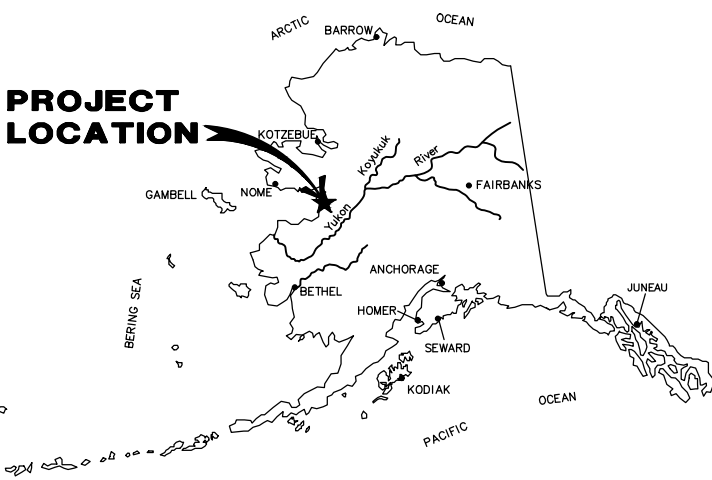 ARCTIC
OCEAN
BARROW
PROJECT
LOCATION
KOTZEBUE
Koyukuk
River
GAMBELL
NOME
FAIRBANKS
Yukon
ANCHORAGE
BERING SEA
BETHEL
JUNEAU
HOMER
SEWARD
KODIAK
OCEAN
PACIFIC